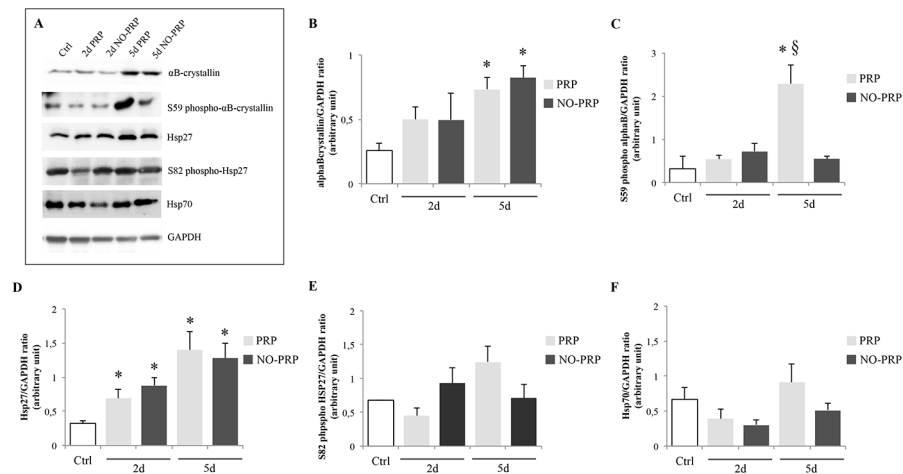 A
Ctrl
2d PRP
2d NO-PRP
5d PRP
5d NO-PRP
αB-crystallin
S59 phospho-αB-crystallin
Hsp27
S82 phospho-Hsp27
Hsp70
GAPDH
B
alphaBcrystallin/GAPDH ratio
(arbitrary unit)
1
0,5
0
* *
Ctrl
2d
5d
PRP
NO-PRP
C
S59 phospho alphaB/GAPDH ratio
(arbitrary unit)
3
2
1
0
* §
Ctrl
2d
5d
PRP
NO-PRP
D
Hsp27/GAPDH ratio
(arbitrary unit)
2
1,5
1
0,5
0
* * * *
Ctrl
2d
5d
PRP
NO-PRP
E
S82 phpspho HSP27/GAPDH ratio
(arbitrary unit)
2
1,5
1
0,5
0
Ctrl
2d
5d
PRP
NO-PRP
F
Hsp70/GAPDH ratio
(arbitrary unit)
2
1,5
1
0,5
0
Ctrl
2d
5d
PRP
NO-PRP